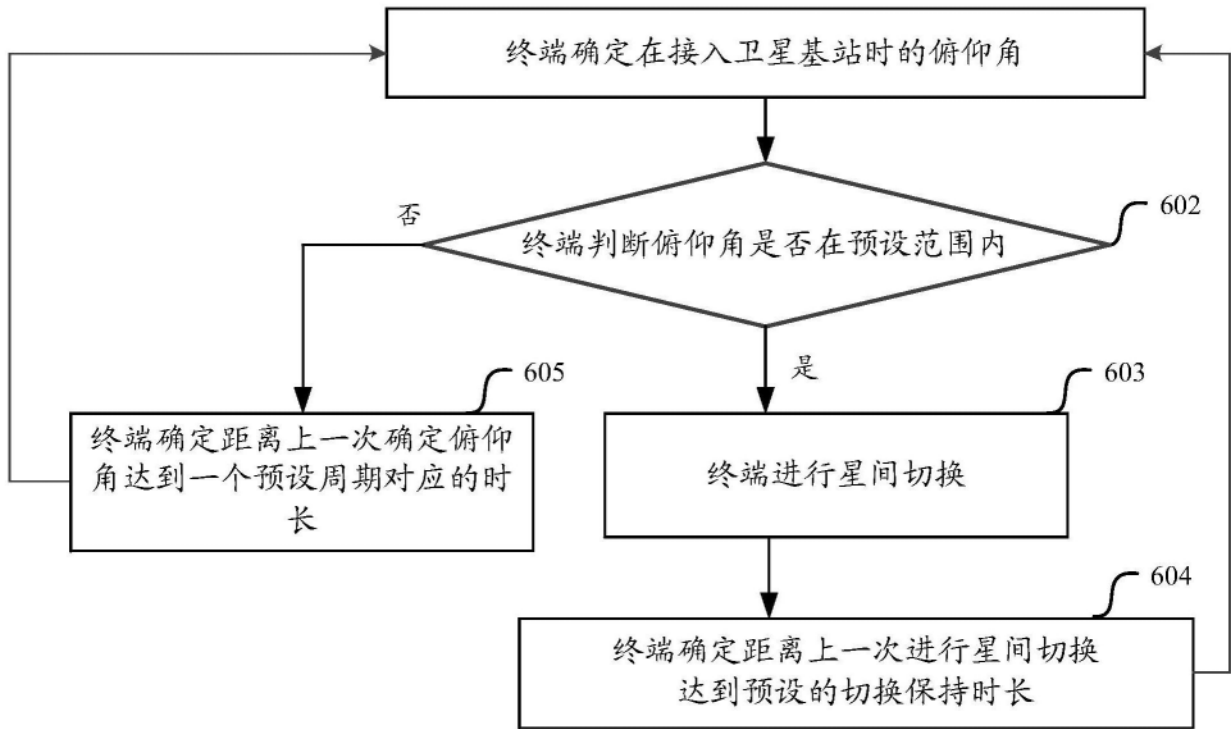 终端确定在接入卫星基站时的俯仰角
602
否
终端判断俯仰角是否在预设范围内
是
605
603
终端确定距离上一次确定俯仰
角达到一个预设周期对应的时
长
终端进行星间切换
604
终端确定距离上一次进行星间切换
达到预设的切换保持时长